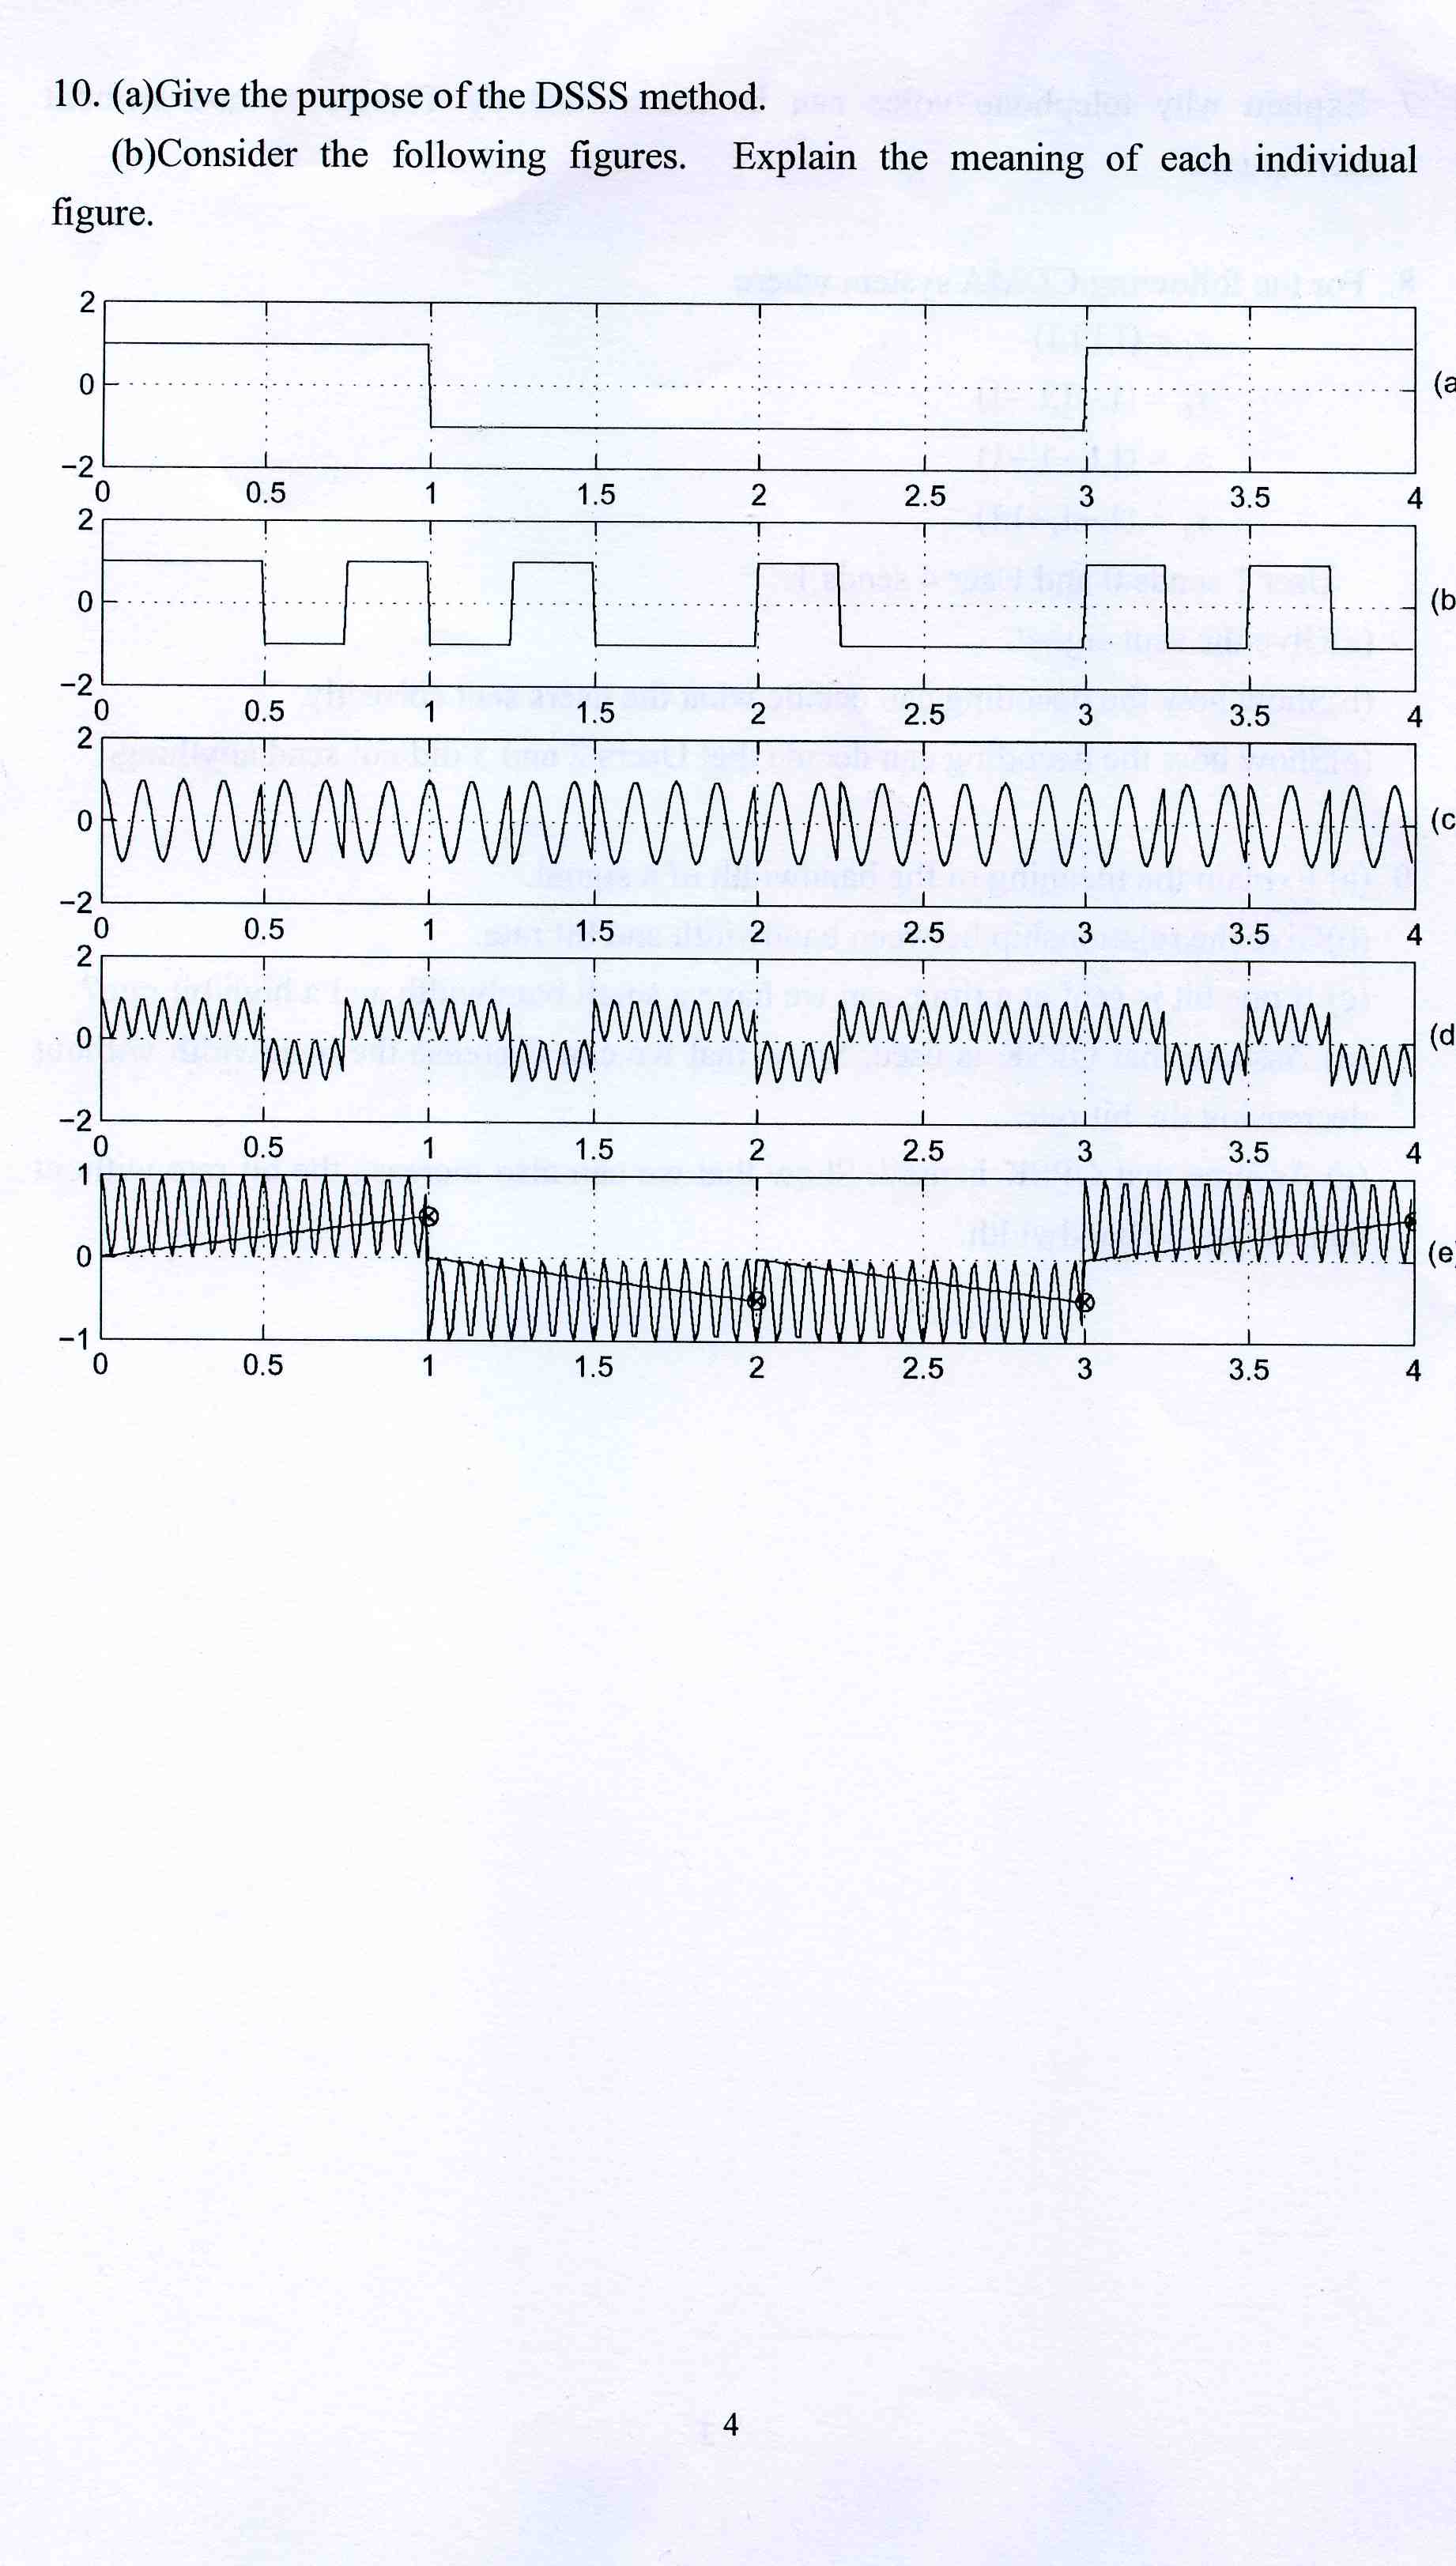 10. (a)Give the purpose of the DSSS method.
(b)Consider the following figures. Explain the meaning of each individual
figure.
2
0
−2
0 0.5 1 1.5 2 2.5 3 3.5 4
(a
2
0
−2
0 0.5 1 1.5 2 2.5 3 3.5 4
(b
2
0
−2
0 0.5 1 1.5 2 2.5 3 3.5 4
(c
2
0
−2
0 0.5 1 1.5 2 2.5 3 3.5 4
(d
0
−1
0 0.5 1 1.5 2 2.5 3 3.5 4
(e
4